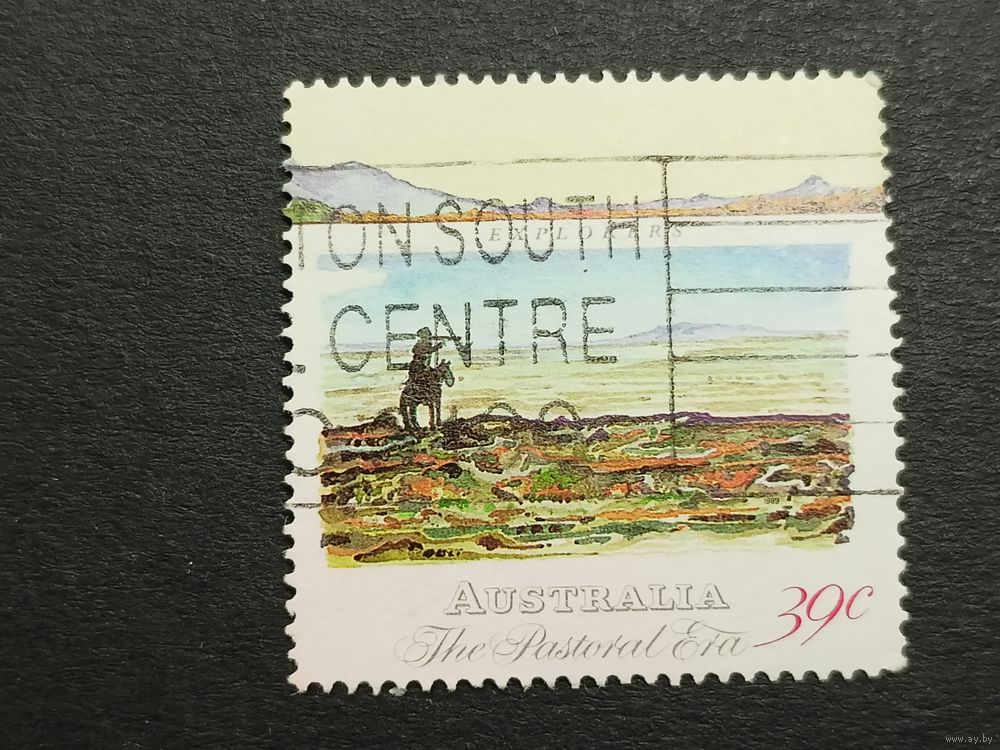 TON SOUTH
EXPLORERS
CENTRE
1989
AUSTRALIA
39c
The Pastoral Era
www.ay.by